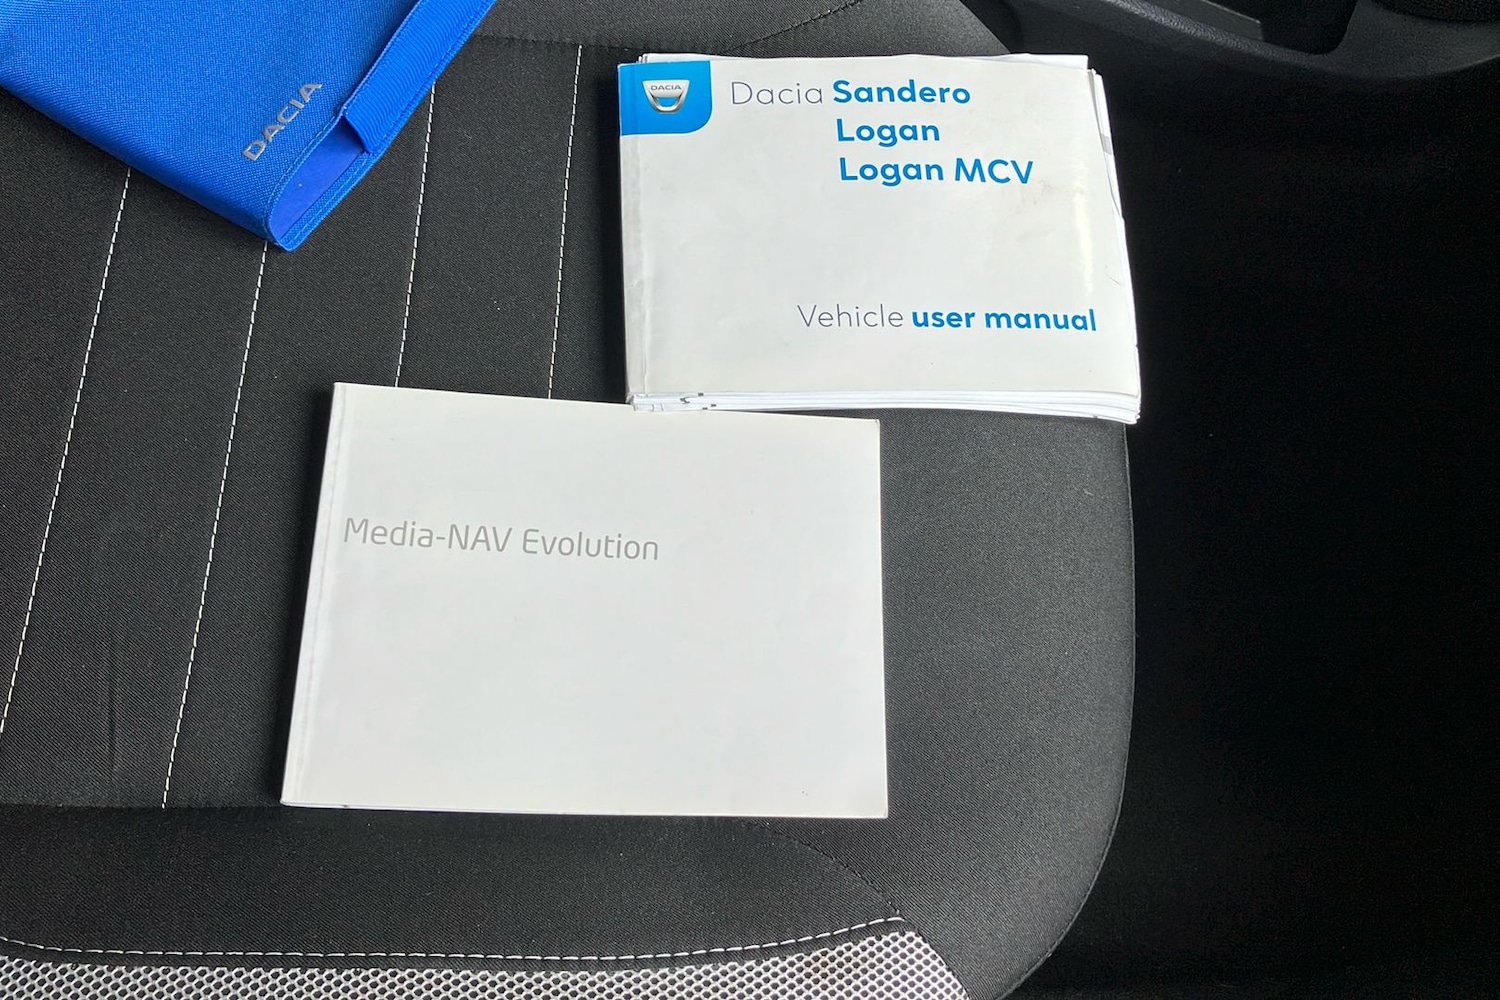 DACIA
DACIA
Dacia Sandero
Logan
Logan MCV
Vehicle user manual
Media-NAV Evolution